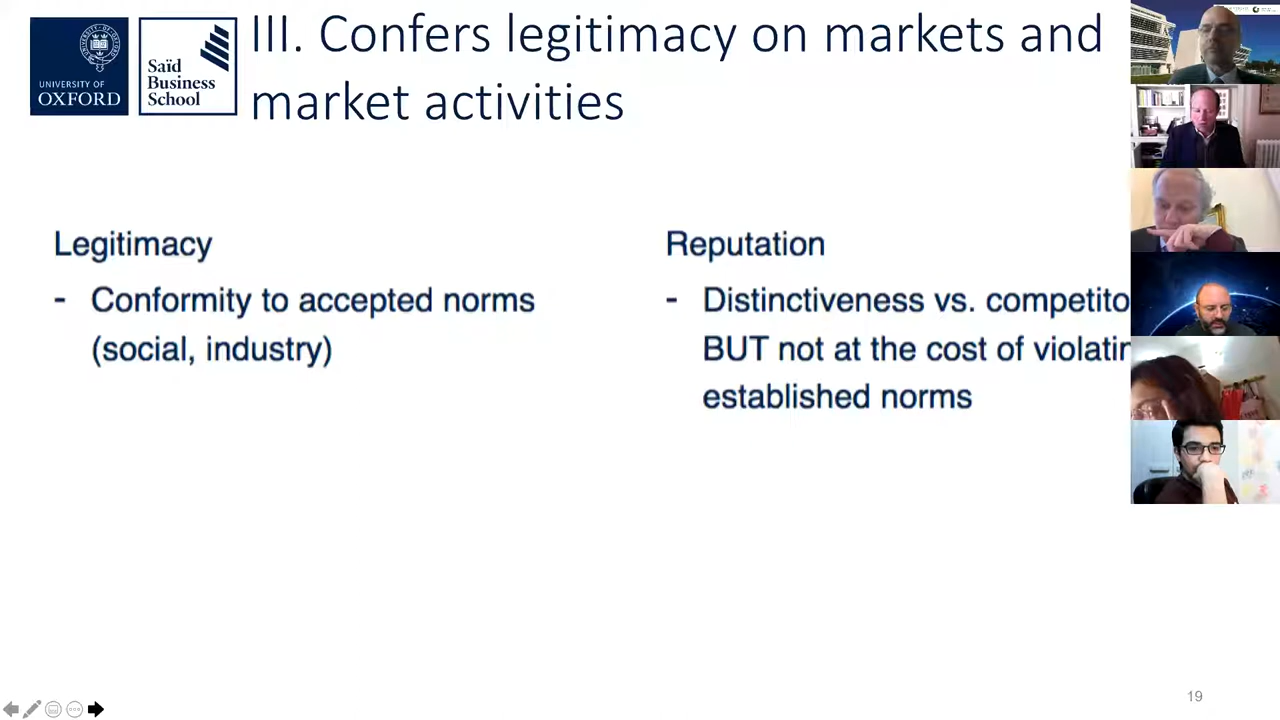 III. Confers legitimacy on markets and
market activities
UNIVERSITY OF
OXFORD
Saïd
Business
School
Legitimacy
- Conformity to accepted norms
(social, industry)
Reputation
- Distinctiveness vs. competito
BUT not at the cost of violatin
established norms
19